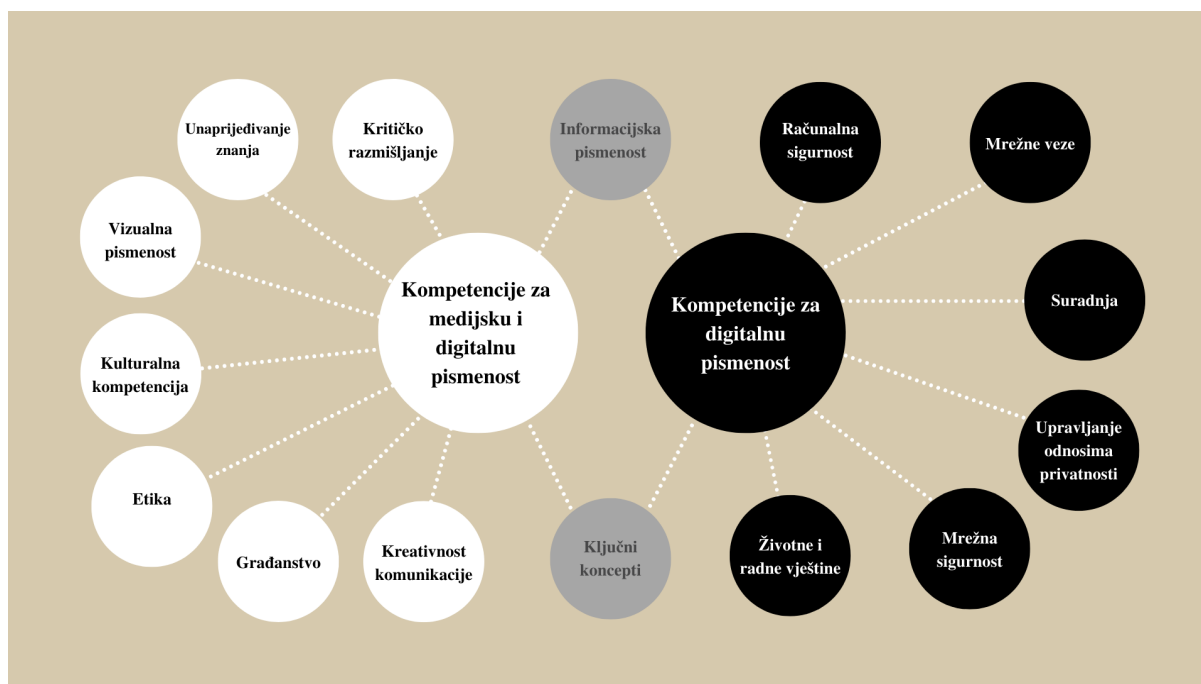 Unaprijeđivanje
znanja
Kritičko
razmišljanje
Informacijska
pismenost
Računalna
sigurnost
Mrežne veze
Vizualna
pismenost
Kompetencije za
medijsku i
digitalnu
pismenost
Kompetencije za
digitalnu
pismenost
Suradnja
Kulturalna
kompetencija
Upravljanje
odnosima
privatnosti
Etika
Građanstvo
Kreativnost
komunikacije
Ključni
koncepti
Životne i
radne vještine
Mrežna
sigurnost